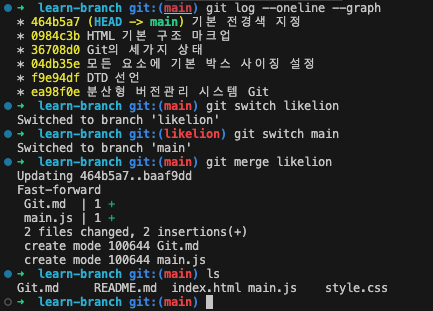 ➜ learn-branch git:(main) git log --oneline --graph
* 464b5a7 (HEAD -> main) 기본 전경색 지정
* 0984c3b HTML 기본 구조 마크업
* 36708d0 Git의 세가지 상태
* 04db35e 모든 요소에 기본 박스 사이징 설정
* f9e94df DTD 선언
* ea98f0e 분산형 버전관리 시스템 Git
➜ learn-branch git:(main) git switch likelion
Switched to branch 'likelion'
➜ learn-branch git:(likelion) git switch main
Switched to branch 'main'
➜ learn-branch git:(main) git merge likelion
Updating 464b5a7..baaf9dd
Fast-forward
Git.md | 1 +
main.js | 1 +
2 files changed, 2 insertions(+)
create mode 100644 Git.md
create mode 100644 main.js
➜ learn-branch git:(main) ls
Git.md README.md index.html main.js style.css
➜ learn-branch git:(main)